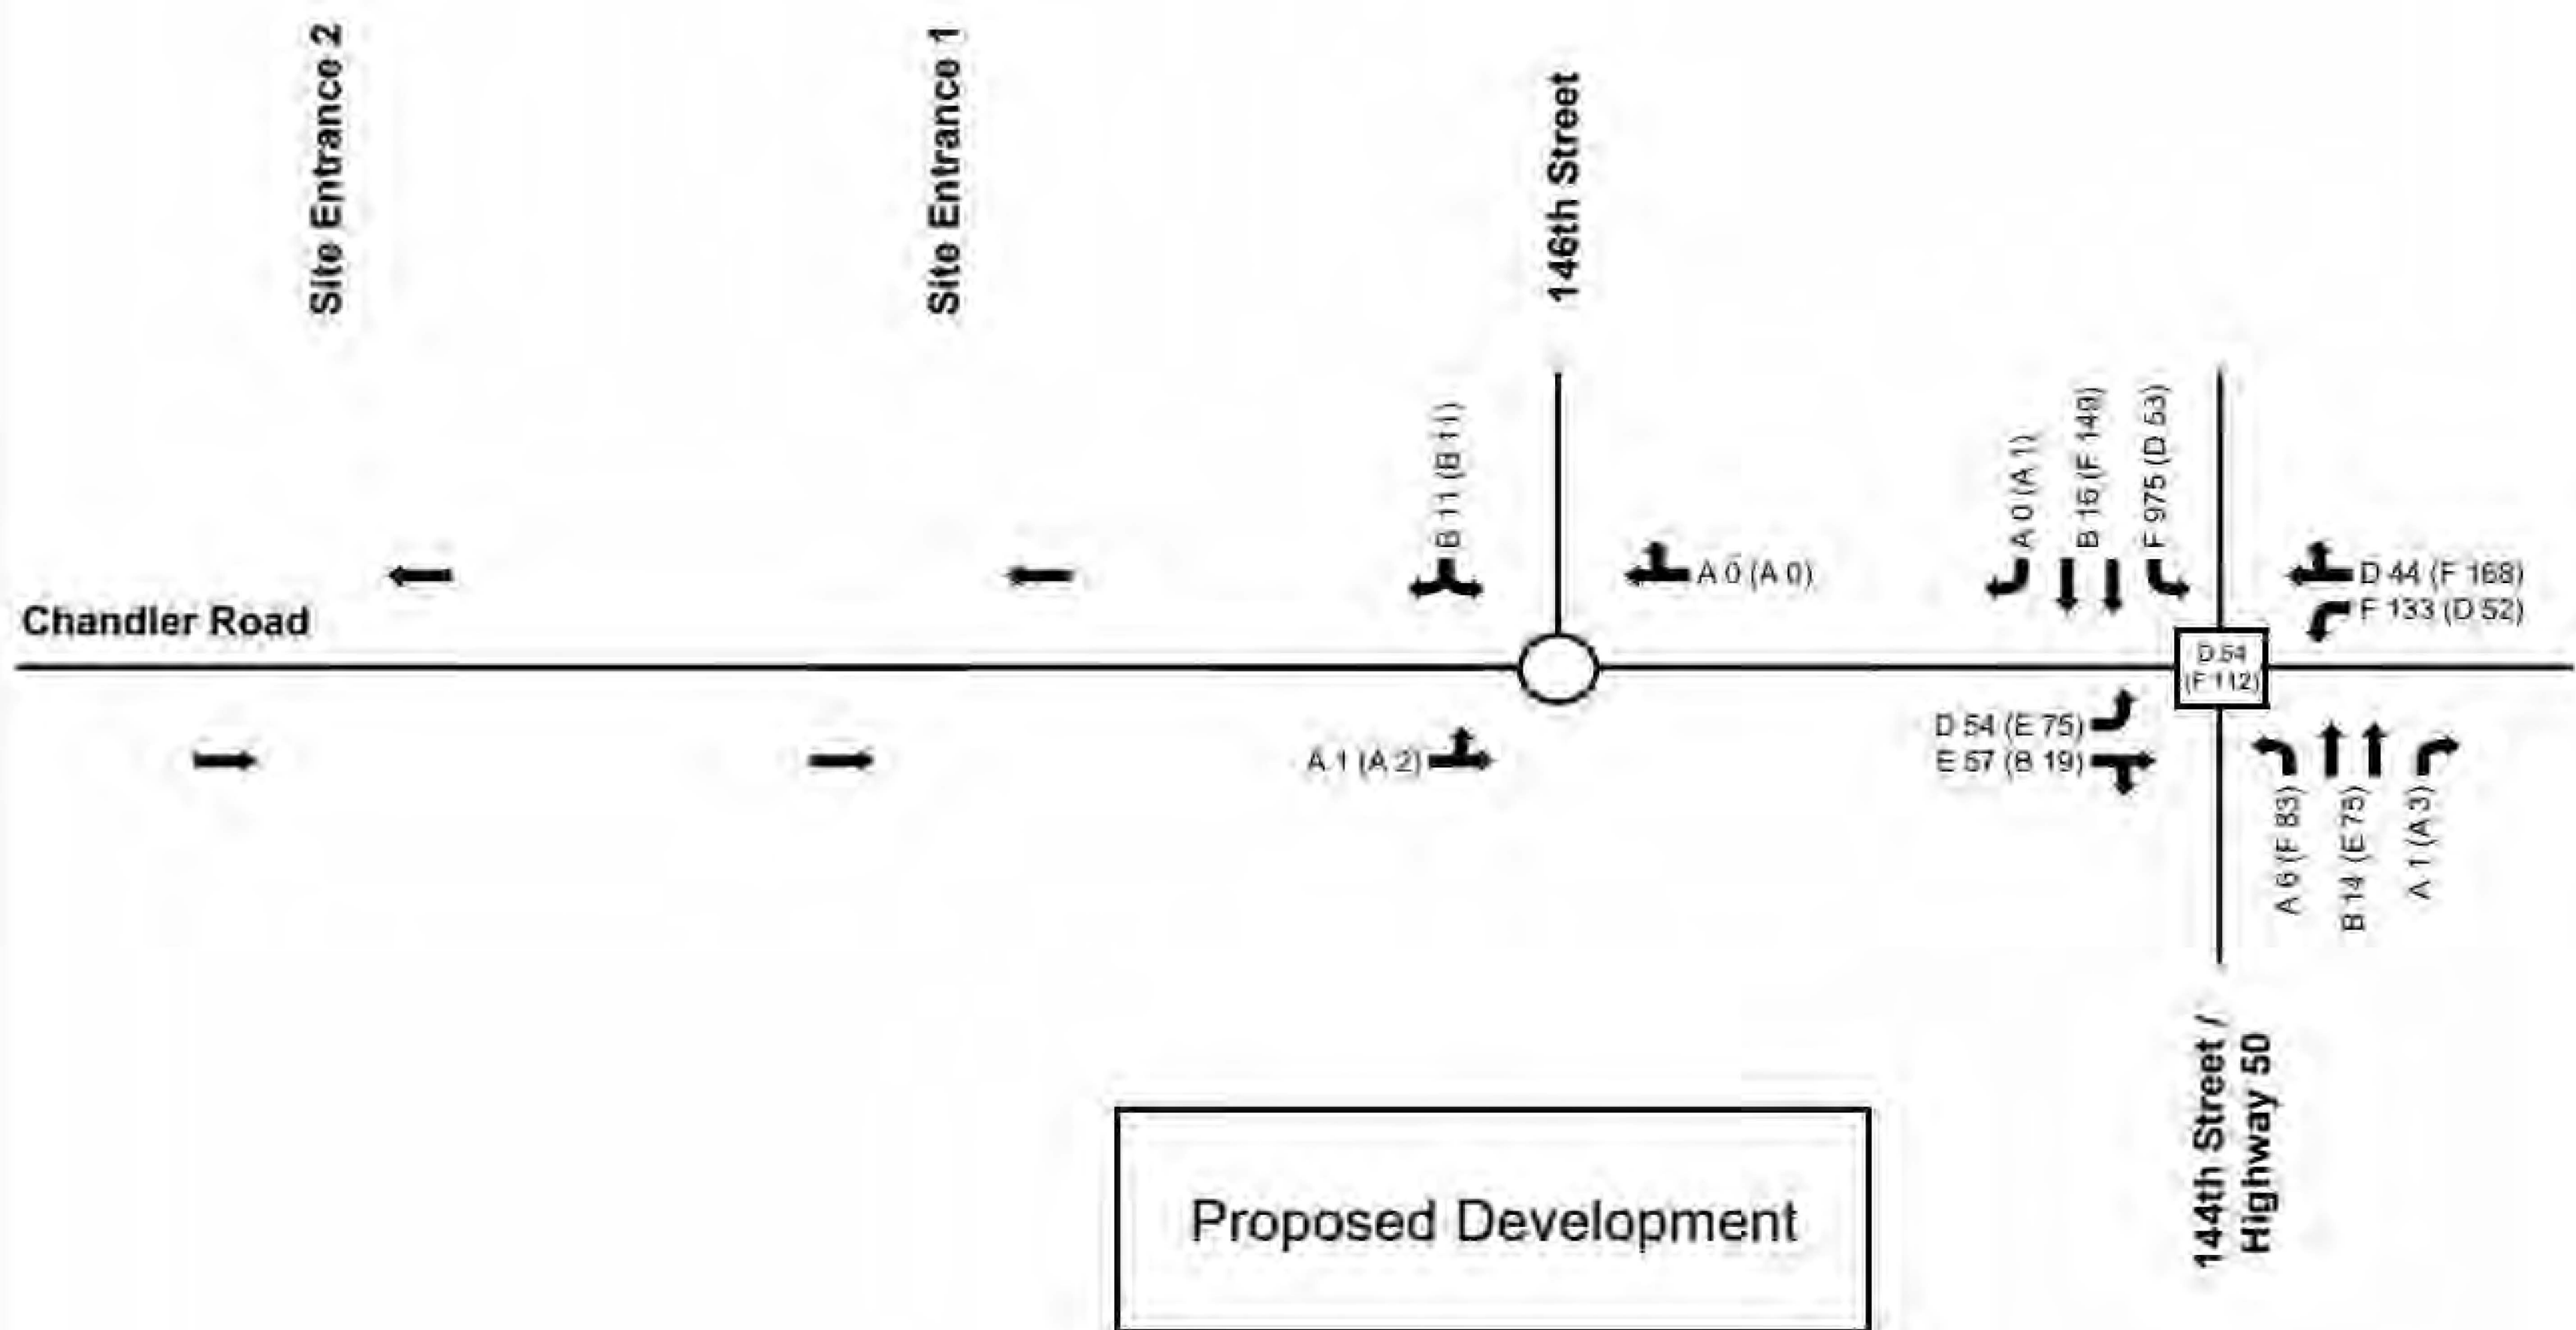 Site Entrance 2
Site Entrance 1
146th Street
B 11 (B 11)
A 0 (A 0)
A 0 (A 1)
B 16 (F 149)
F 975 (D 53)
D 44 (F 168)
F 133 (D 52)
Chandler Road
D 54
(F 112)
A 1 (A 2)
D 54 (E 75)
E 57 (B 19)
A 6 (F 83)
B 14 (E 75)
A 1 (A 3)
144th Street /
Highway 50
Proposed Development